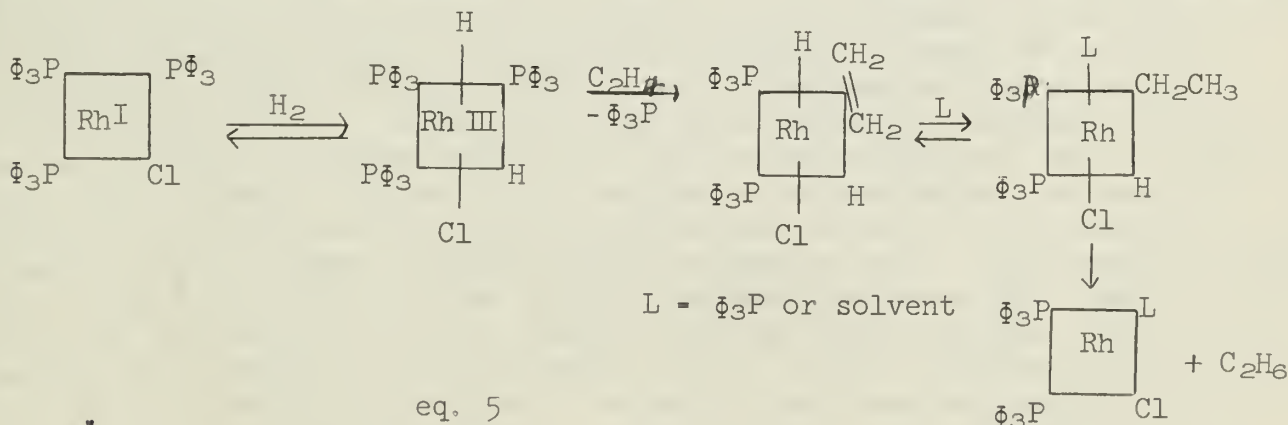 H
H
CH2
L
Φ3P PΦ3
PΦ3 PΦ3
C2H4
Φ3P
Φ3P CH2CH3
RhI
H2
Rh III
-Φ3P
Rh
CH2
L
Rh
Φ3P Cl
PΦ3 H
Φ3P H
Φ3P H
Cl
Cl
Cl
L = Φ3P or solvent
Φ3P L
Rh
+ C2H6
eq. 5
Φ3P Cl